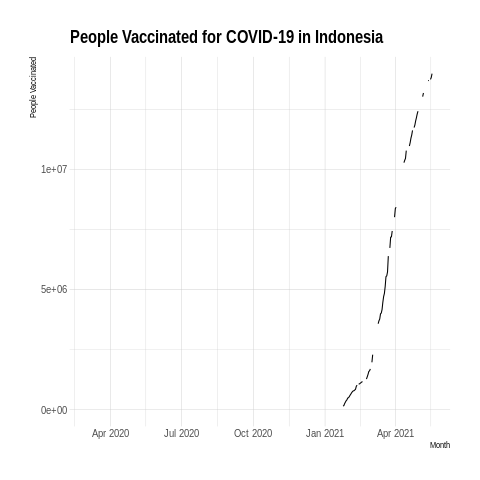 People Vaccinated for COVID-19 in Indonesia
People Vaccinated
1e+07
5e+06
0e+00
Apr 2020
Jul 2020
Oct 2020
Jan 2021
Apr 2021
Month